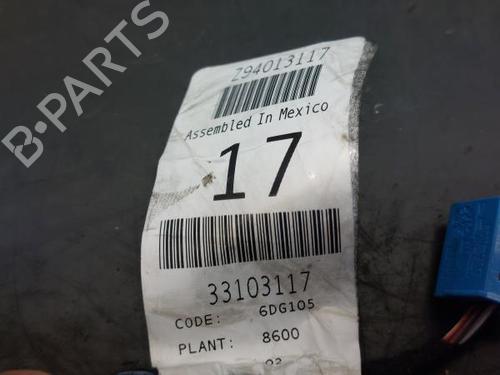 Z94013117
Assembled In Mexico
17
33103117
CODE: 6DG105
PLANT: 8600
B-PARTS